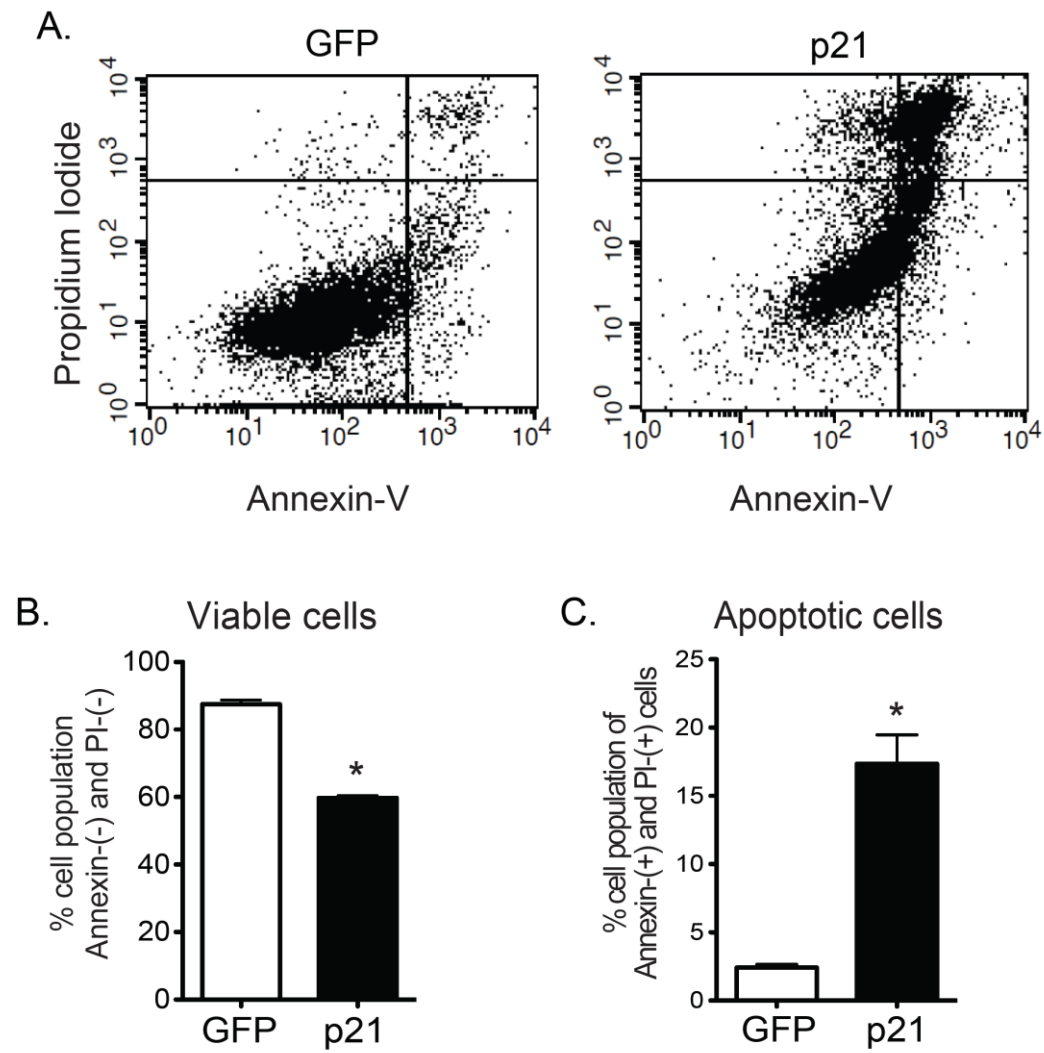 A.
GFP
p21
Propidium Iodide
10^4
10^3
10^2
10^1
10^0
10^0 10^1 10^2 10^3 10^4
Annexin-V
10^4
10^3
10^2
10^1
10^0
10^0 10^1 10^2 10^3 10^4
Annexin-V
B.
Viable cells
% cell population
Annexin-(-) and PI-(-)
100
80
60
40
20
0
*
GFP p21
C.
Apoptotic cells
% cell population of
Annexin-(+) and PI-(+) cells
25
20
15
10
5
0
*
GFP p21